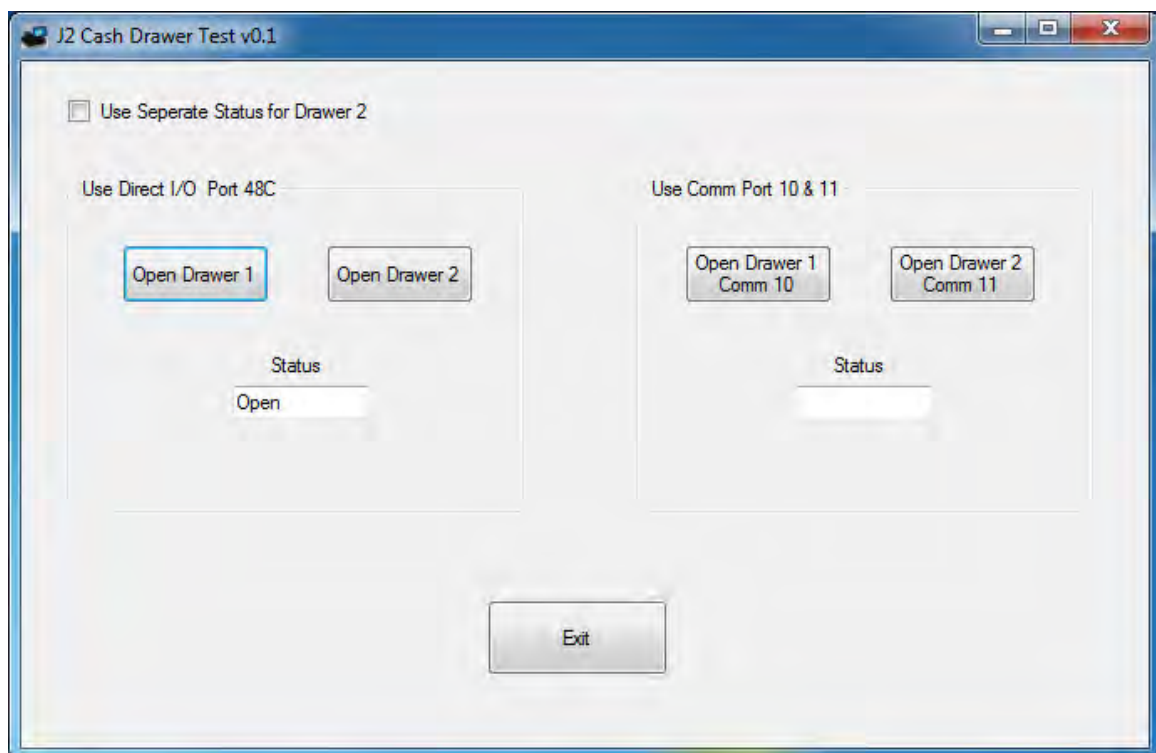 J2 Cash Drawer Test v0.1
Use Seperate Status for Drawer 2
Use Direct I/O Port 48C
Open Drawer 1
Open Drawer 2
Status
Open
Use Comm Port 10 & 11
Open Drawer 1
Comm 10
Open Drawer 2
Comm 11
Status
Exit